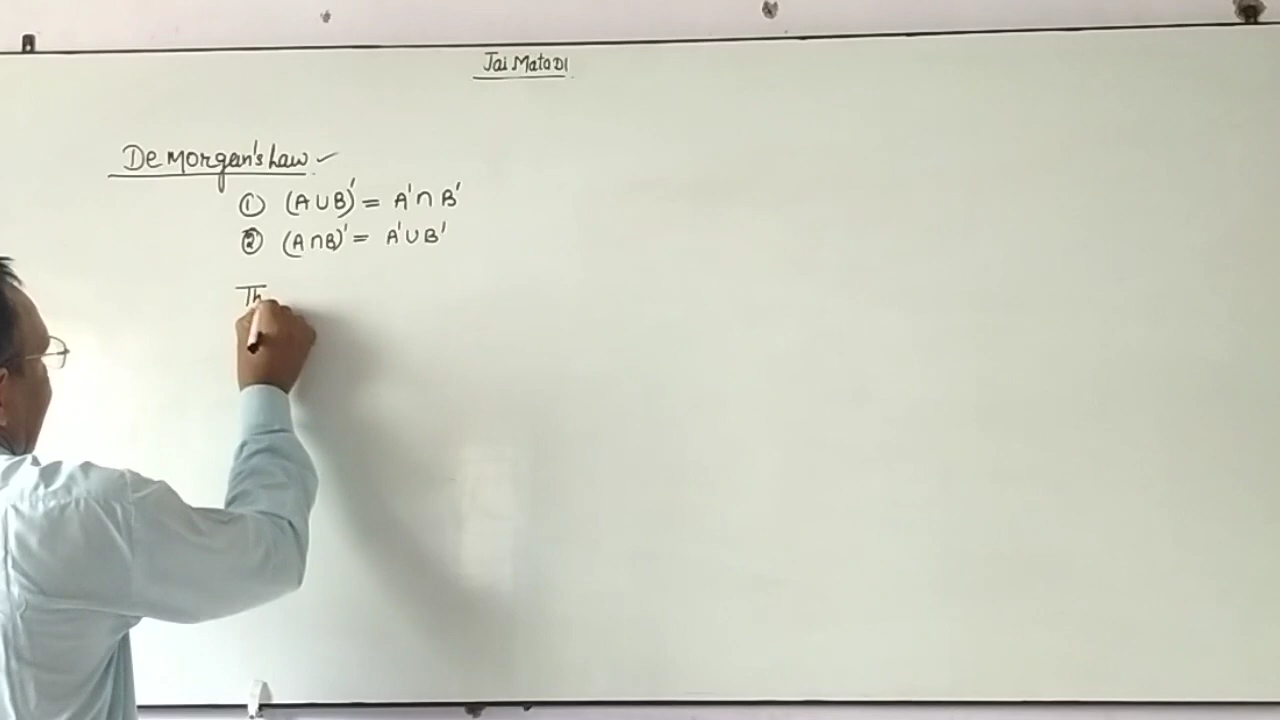 Jai Mata DI
De Morgan's Law
① (A∪B)' = A'∩B'
② (A∩B)' = A'∪B'
Th